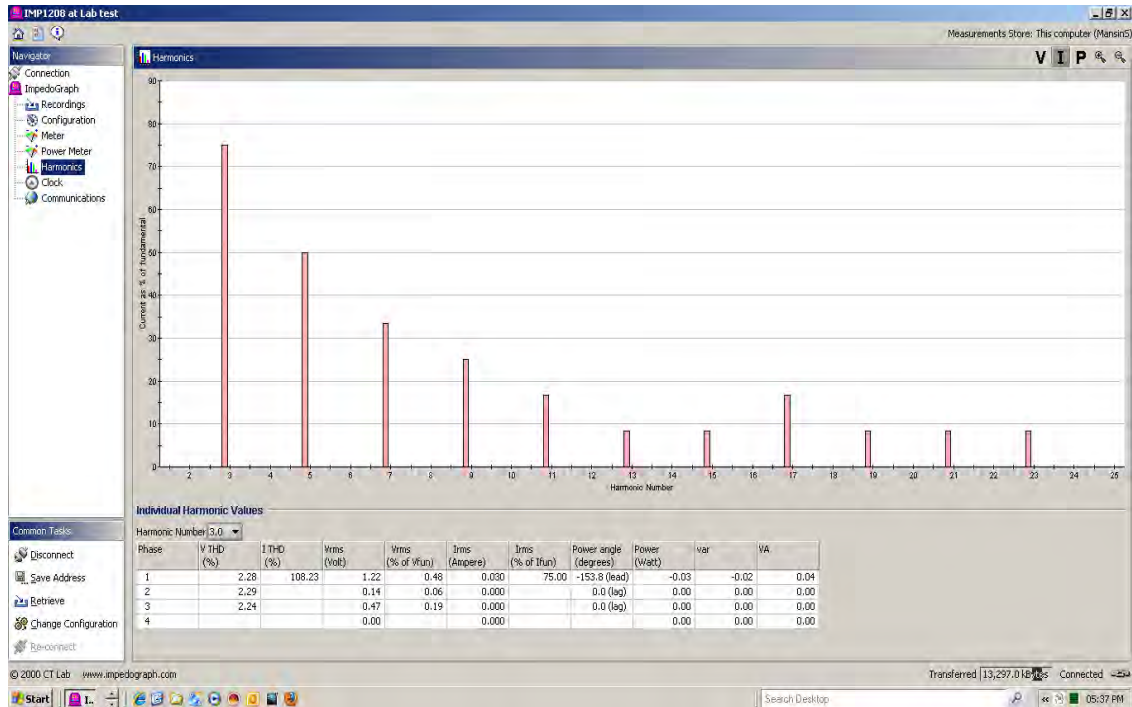 IMP1208 at Lab test
Measurements Store: This computer (MansinS)
Navigator
Connection
ImpedoGraph
Recordings
Configuration
Meter
Power Meter
Harmonics
Clock
Communications
Harmonics
V I P
90
80
70
60
50
40
30
20
10
0
Current as % of fundamental
2 3 4 5 6 7 8 9 10 11 12 13 14 15 16 17 18 19 20 21 22 23 24 25
Harmonic Number
Individual Harmonic Values
Harmonic Number 3.0
Phase V THD (%) I THD (%) Vrms (Volt) Vrms (% of Vfun) Irms (Ampere) Irms (% of Ifun) Power angle (degrees) Power (Watt) var VA
1 2.28 108.23 1.22 0.48 0.030 75.00 -153.8 (lead) -0.03 -0.02 0.04
2 2.29 0.14 0.06 0.000 0.0 (lag) 0.00 0.00 0.00
3 2.24 0.47 0.19 0.000 0.0 (lag) 0.00 0.00 0.00
4 0.00 0.000 0.00 0.00 0.00
Common Tasks
Disconnect
Save Address
Retrieve
Change Configuration
Re-connect
© 2000 CT Lab www.impedograph.com
Transferred 13,297.0 kBytes Connected
Start I.. Search Desktop 05:37 PM